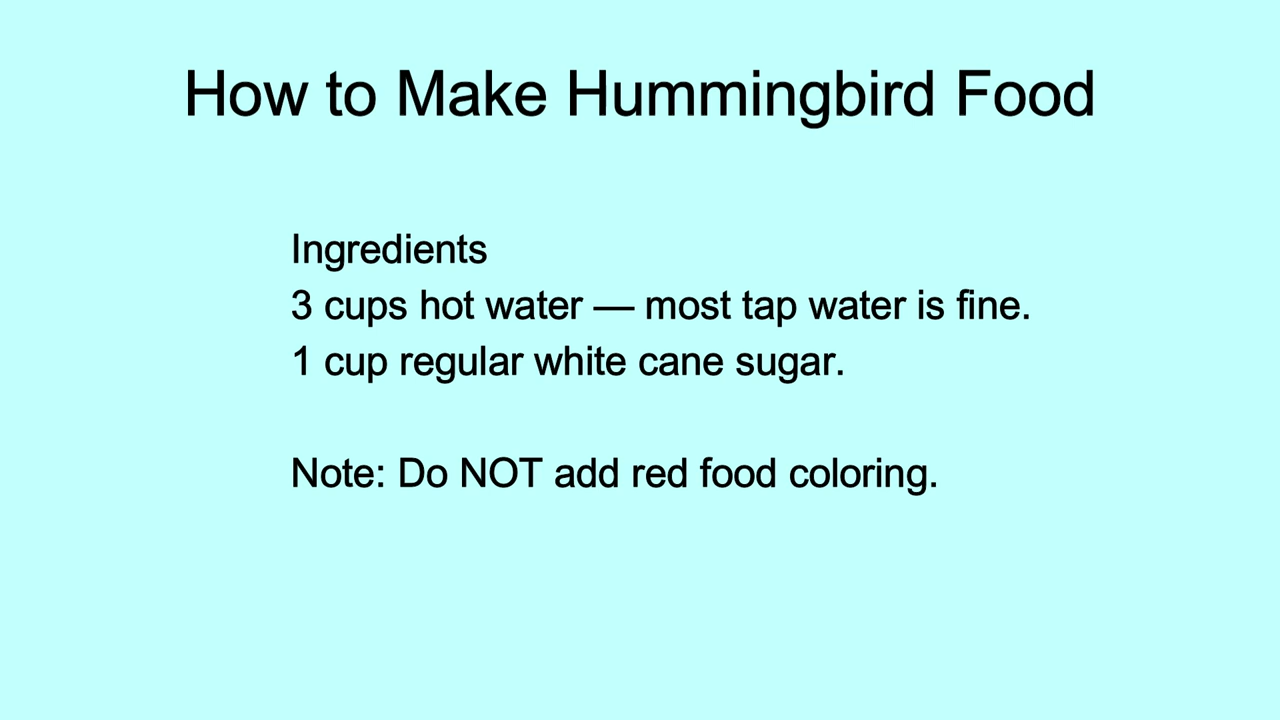 How to Make Hummingbird Food
Ingredients
3 cups hot water — most tap water is fine.
1 cup regular white cane sugar.
Note: Do NOT add red food coloring.